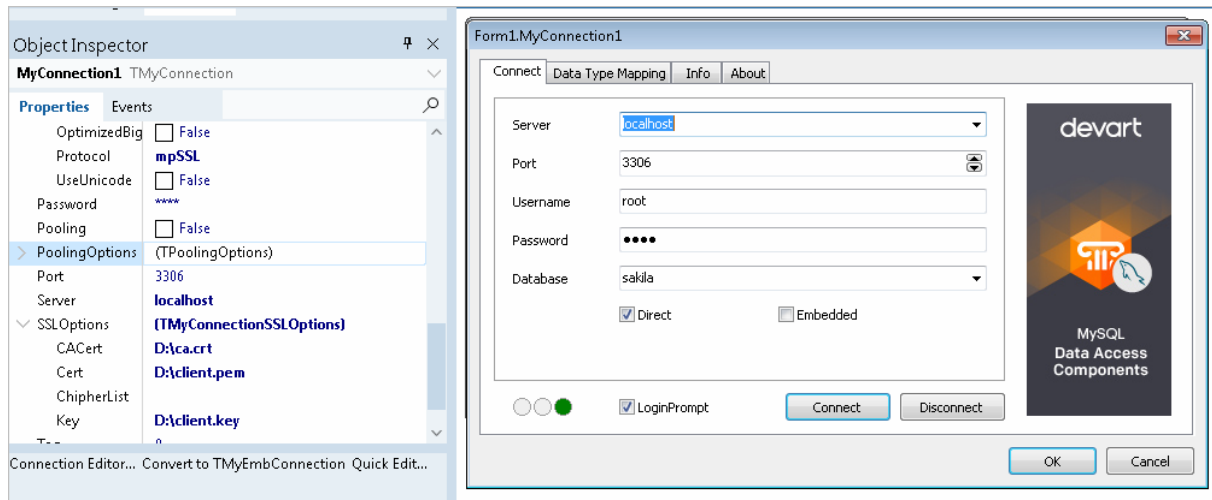 Object Inspector
MyConnection1 TMyConnection
Properties Events
OptimizedBig False
Protocol mpSSL
UseUnicode False
Password ****
Pooling False
PoolingOptions (TPoolingOptions)
Port 3306
Server localhost
SSLOptions (TMyConnectionSSLOptions)
CACert D:\ca.crt
Cert D:\client.pem
ChipherList
Key D:\client.key
Connection Editor... Convert to TMyEmbConnection Quick Edit...
Form1.MyConnection1
Connect Data Type Mapping Info About
Server localhost
Port 3306
Username root
Password ●●●●
Database sakila
Direct Embedded
LoginPrompt Connect Disconnect
devart
MySQL
Data Access
Components
OK Cancel